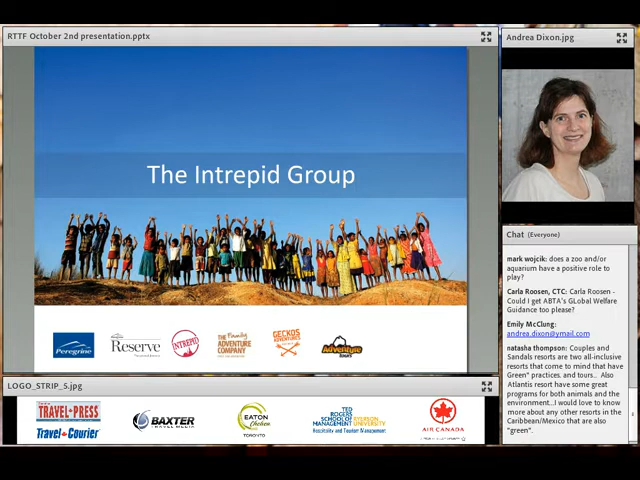 RTTF October 2nd presentation.pptx
The Intrepid Group
Peregrine
Reserve
INTREPID
The Family
ADVENTURE
COMPANY
GECKOS
ADVENTURES
Adventure
tours
LOGO_STRIP_5.jpg
TRAVEL PRESS
Travel Courier
BAXTER
TRAVEL MEDIA
EATON
Chelsea
TORONTO
TED
ROGERS
SCHOOL OF
MANAGEMENT
RYERSON
UNIVERSITY
Hospitality and Tourism Management
AIR CANADA
Andrea Dixon.jpg
Chat (Everyone)
mark wojcik: does a zoo and/or
aquarium have a positive role to
play?
Carla Roosen, CTC: Carla Roosen -
Could I get ABTA's GLobal Welfare
Guidance too please?
Emily McClung:
andrea.dixon@ymail.com
natasha thompson: Couples and
Sandals resorts are two all-inclusive
resorts that come to mind that have
Green" practices. and tours.. Also
Atlantis resort have some great
programs for both animals and the
environment...I would love to know
more about any other resorts in the
Caribbean/Mexico that are also
"green".